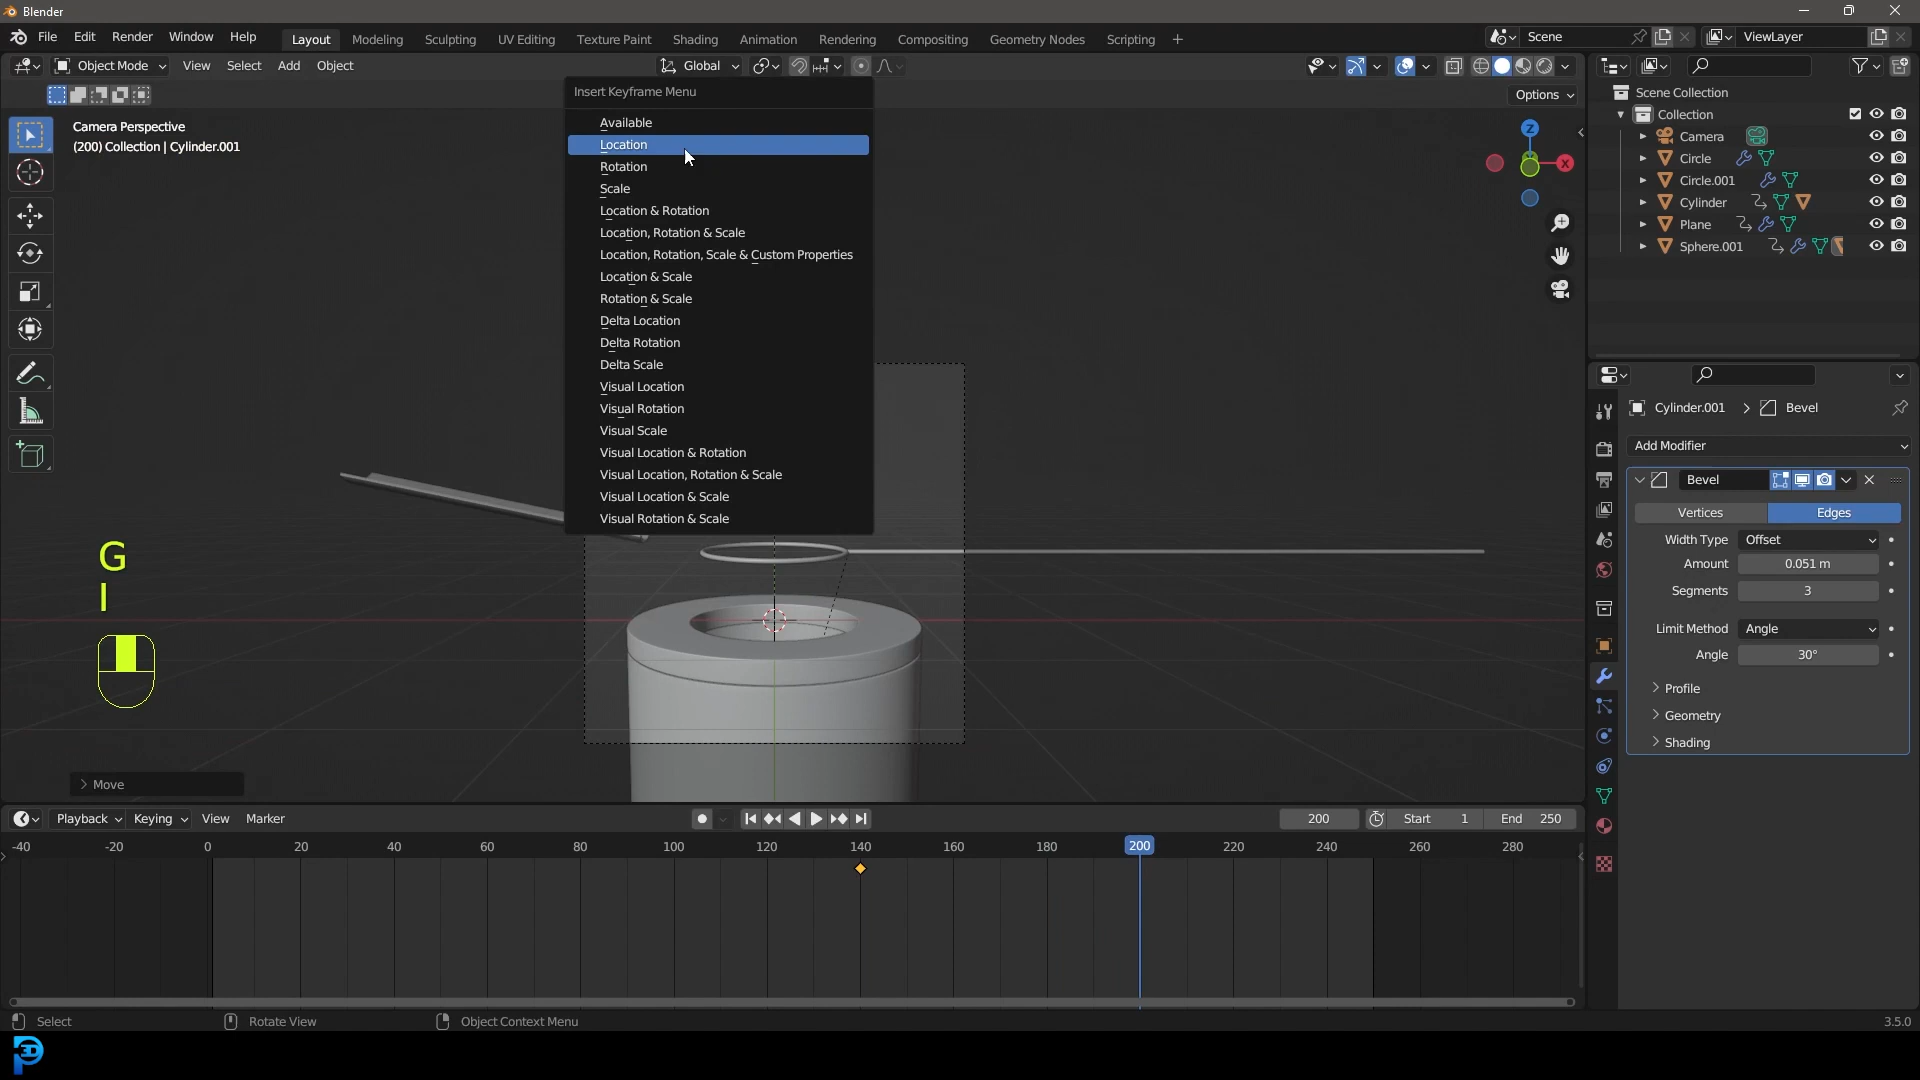 Blender
File Edit Render Window Help Layout Modeling Sculpting UV Editing Texture Paint Shading Animation Rendering Compositing Geometry Nodes Scripting + Scene ViewLayer
Object Mode View Select Add Object Global
Options
Camera Perspective
(200) Collection | Cylinder.001
Insert Keyframe Menu
Available
Location
Rotation
Scale
Location & Rotation
Location, Rotation & Scale
Location, Rotation, Scale & Custom Properties
Location & Scale
Rotation & Scale
Delta Location
Delta Rotation
Delta Scale
Visual Location
Visual Rotation
Visual Scale
Visual Location & Rotation
Visual Location, Rotation & Scale
Visual Location & Scale
Visual Rotation & Scale
Z
X
G
I
Move
Scene Collection
Collection
Camera
Circle
Circle.001
Cylinder
Plane
Sphere.001
Cylinder.001 > Bevel
Add Modifier
Bevel
Vertices Edges
Width Type Offset
Amount 0.051 m
Segments 3
Limit Method Angle
Angle 30°
Profile
Geometry
Shading
Playback Keying View Marker 200 Start 1 End 250
-40 -20 0 20 40 60 80 100 120 140 160 180 200 220 240 260 280
Select Rotate View Object Context Menu 3.5.0